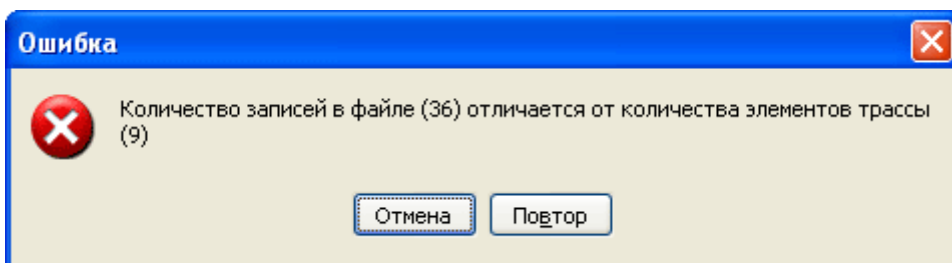 Ошибка
Количество записей в файле (36) отличается от количества элементов трассы
(9)
Отмена
Повтор